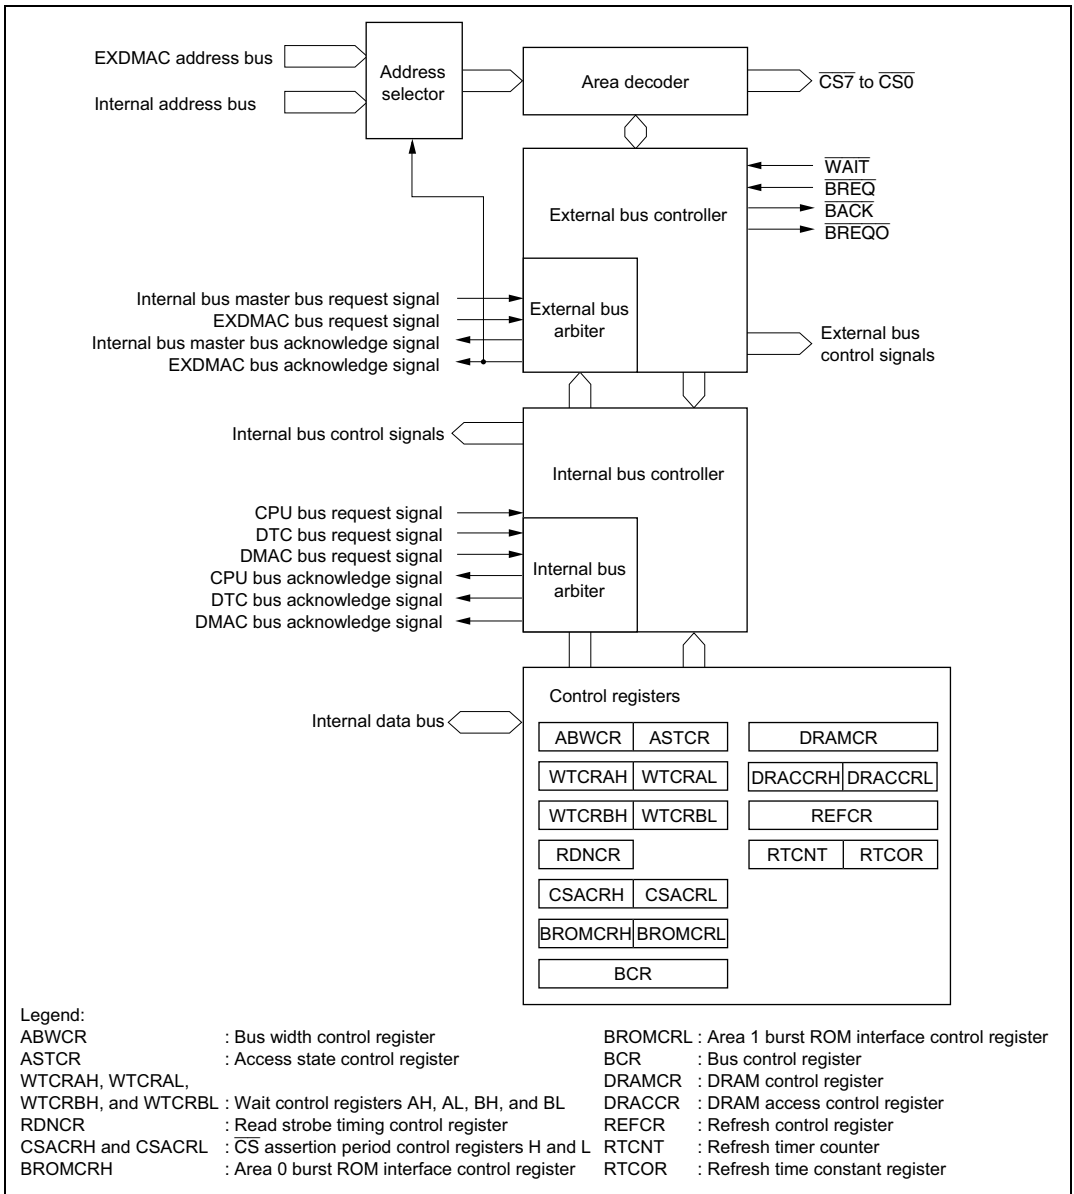 EXDMAC address bus
Internal address bus
Address
selector
Area decoder
CS7 to CS0
WAIT
BREQ
BACK
BREQO
External bus controller
Internal bus master bus request signal
EXDMAC bus request signal
Internal bus master bus acknowledge signal
EXDMAC bus acknowledge signal
External bus
arbiter
External bus
control signals
Internal bus control signals
Internal bus controller
CPU bus request signal
DTC bus request signal
DMAC bus request signal
CPU bus acknowledge signal
DTC bus acknowledge signal
DMAC bus acknowledge signal
Internal bus
arbiter
Internal data bus
Control registers
ABWCR ASTCR DRAMCR
WTCRAH WTCRAL DRACCRH DRACCRL
WTCRBH WTCRBL REFCR
RDNCR RTCNT RTCOR
CSACRH CSACRL
BROMCRH BROMCRL
BCR
Legend:
ABWCR : Bus width control register
ASTCR : Access state control register
WTCRAH, WTCRAL,
WTCRBH, and WTCRBL : Wait control registers AH, AL, BH, and BL
RDNCR : Read strobe timing control register
CSACRH and CSACRL : CS assertion period control registers H and L
BROMCRH : Area 0 burst ROM interface control register
BROMCRL : Area 1 burst ROM interface control register
BCR : Bus control register
DRAMCR : DRAM control register
DRACCR : DRAM access control register
REFCR : Refresh control register
RTCNT : Refresh timer counter
RTCOR : Refresh time constant register